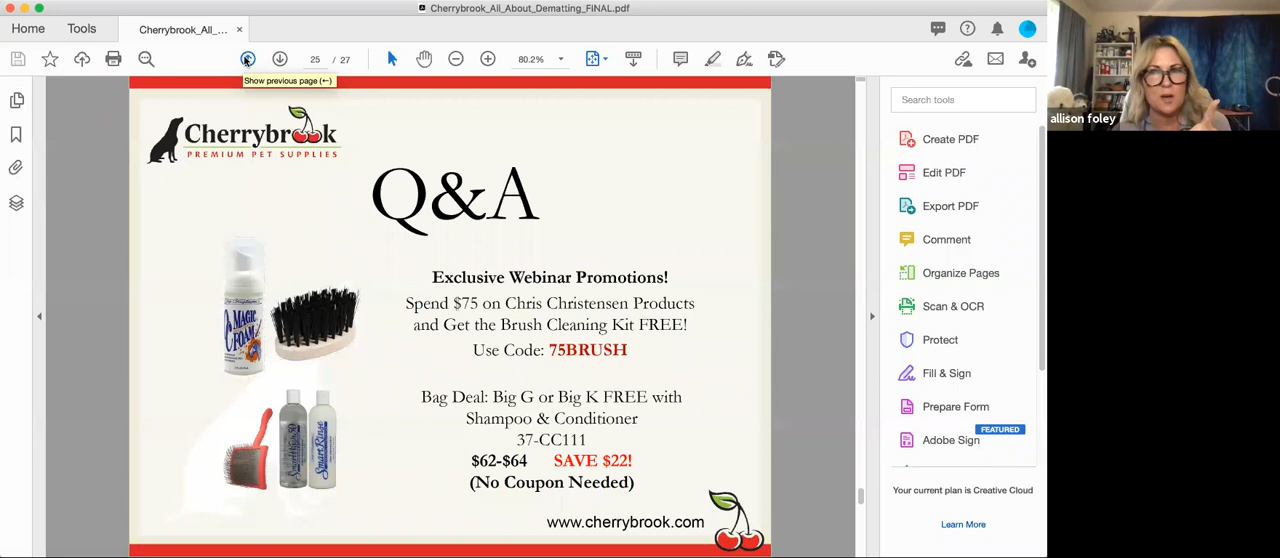 Cherrybrook_All_About_Dematting_FINAL.pdf
Home
Tools
Cherrybrook_All_...
×
25 / 27
80.2%
Show previous page (←)
Search tools
Create PDF
Edit PDF
Export PDF
Comment
Organize Pages
Scan & OCR
Protect
Fill & Sign
Prepare Form
FEATURED
Adobe Sign
Your current plan is Creative Cloud
Learn More
allison foley
Cherrybrook
PREMIUM PET SUPPLIES
Q&A
MAGIC
FOAM
Exclusive Webinar Promotions!
Spend $75 on Chris Christensen Products
and Get the Brush Cleaning Kit FREE!
Use Code: 75BRUSH
Bag Deal: Big G or Big K FREE with
Shampoo & Conditioner
37-CC111
$62-$64 SAVE $22!
(No Coupon Needed)
SmartRinse
www.cherrybrook.com